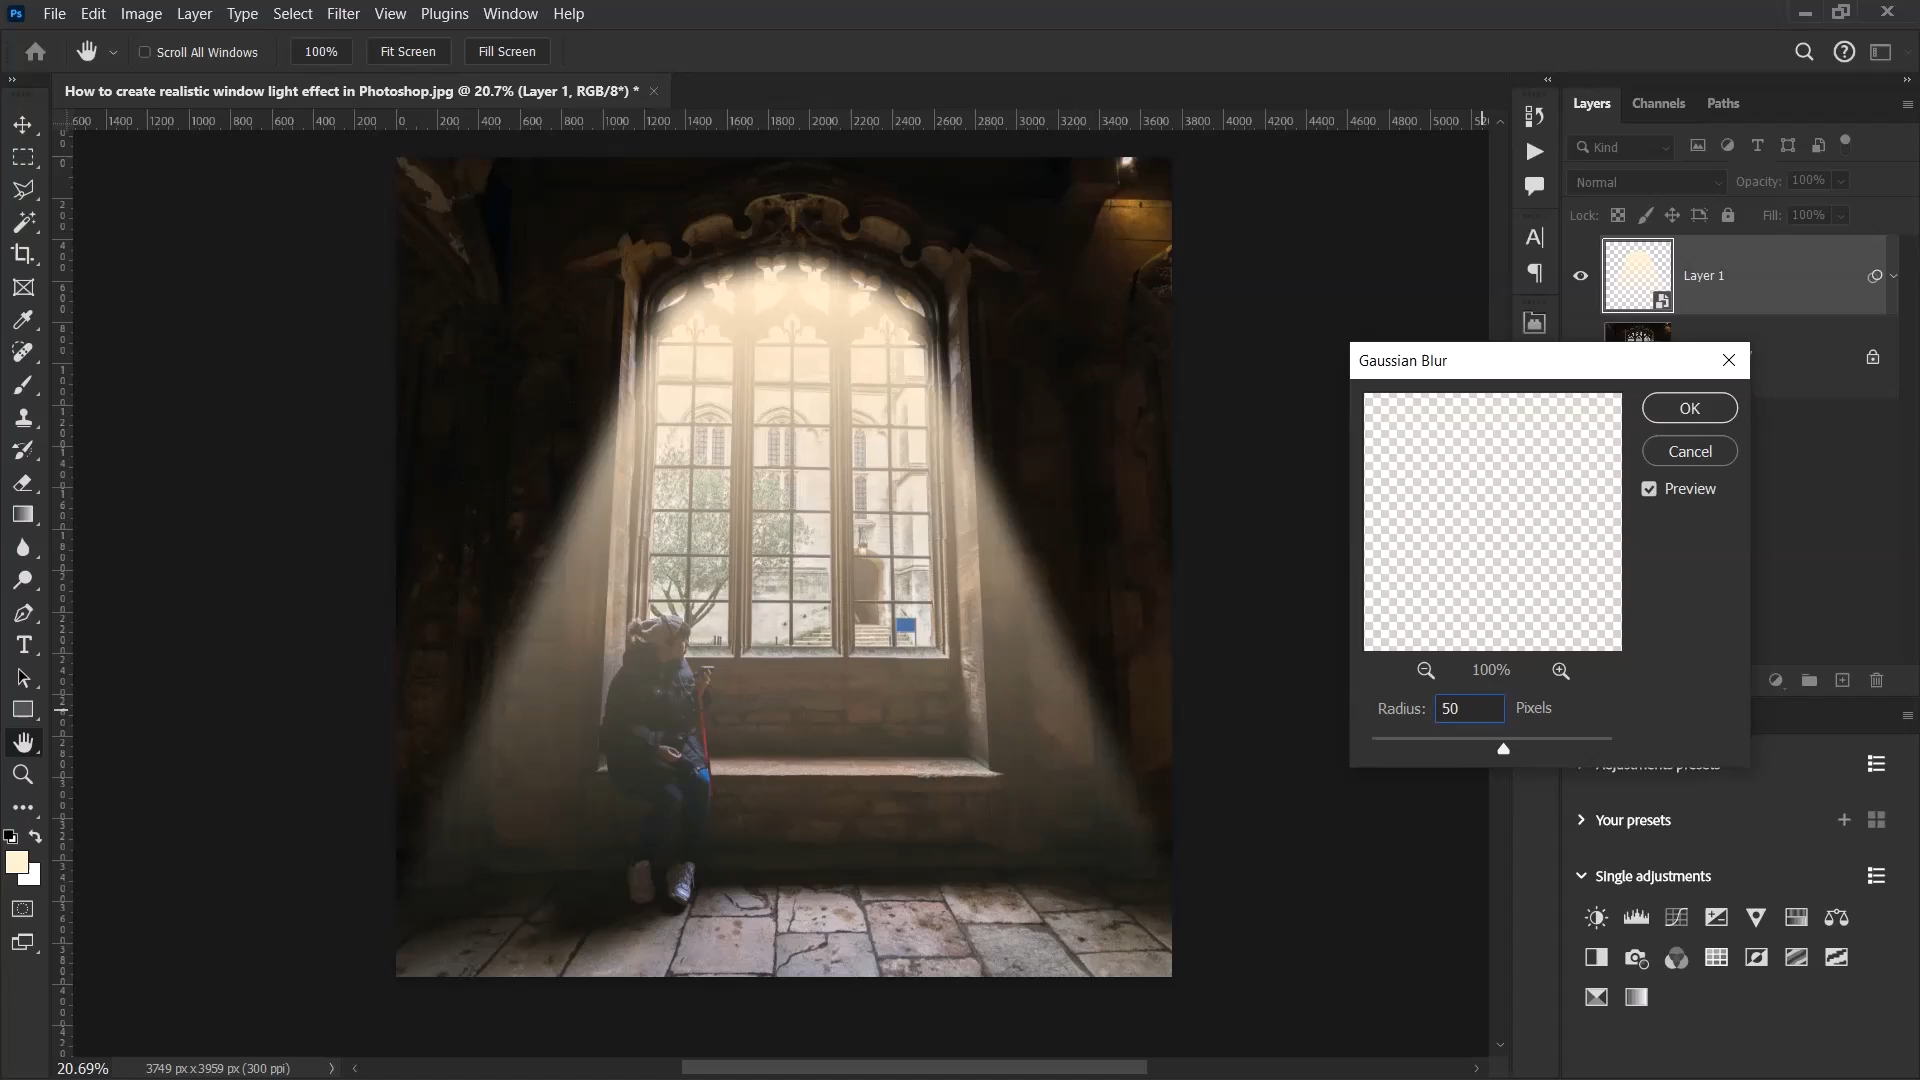 Ps File Edit Image Layer Type Select Filter View Plugins Window Help
Scroll All Windows 100% Fit Screen Fill Screen
How to create realistic window light effect in Photoshop.jpg @ 20.7% (Layer 1, RGB/8*) *
600 1400 1200 1000 800 600 400 200 0 200 400 600 800 1000 1200 1400 1600 1800 2000 2200 2400 2600 2800 3000 3200 3400 3600 3800 4000 4200 4400 4600 4800 5000
Layers Channels Paths
Kind
Normal Opacity: 100%
Lock: Fill: 100%
Layer 1
Gaussian Blur
OK
Cancel
Preview
100%
Radius: 50 Pixels
Adjustments presets
Your presets
Single adjustments
20.69% 3749 px x 3959 px (300 ppi)